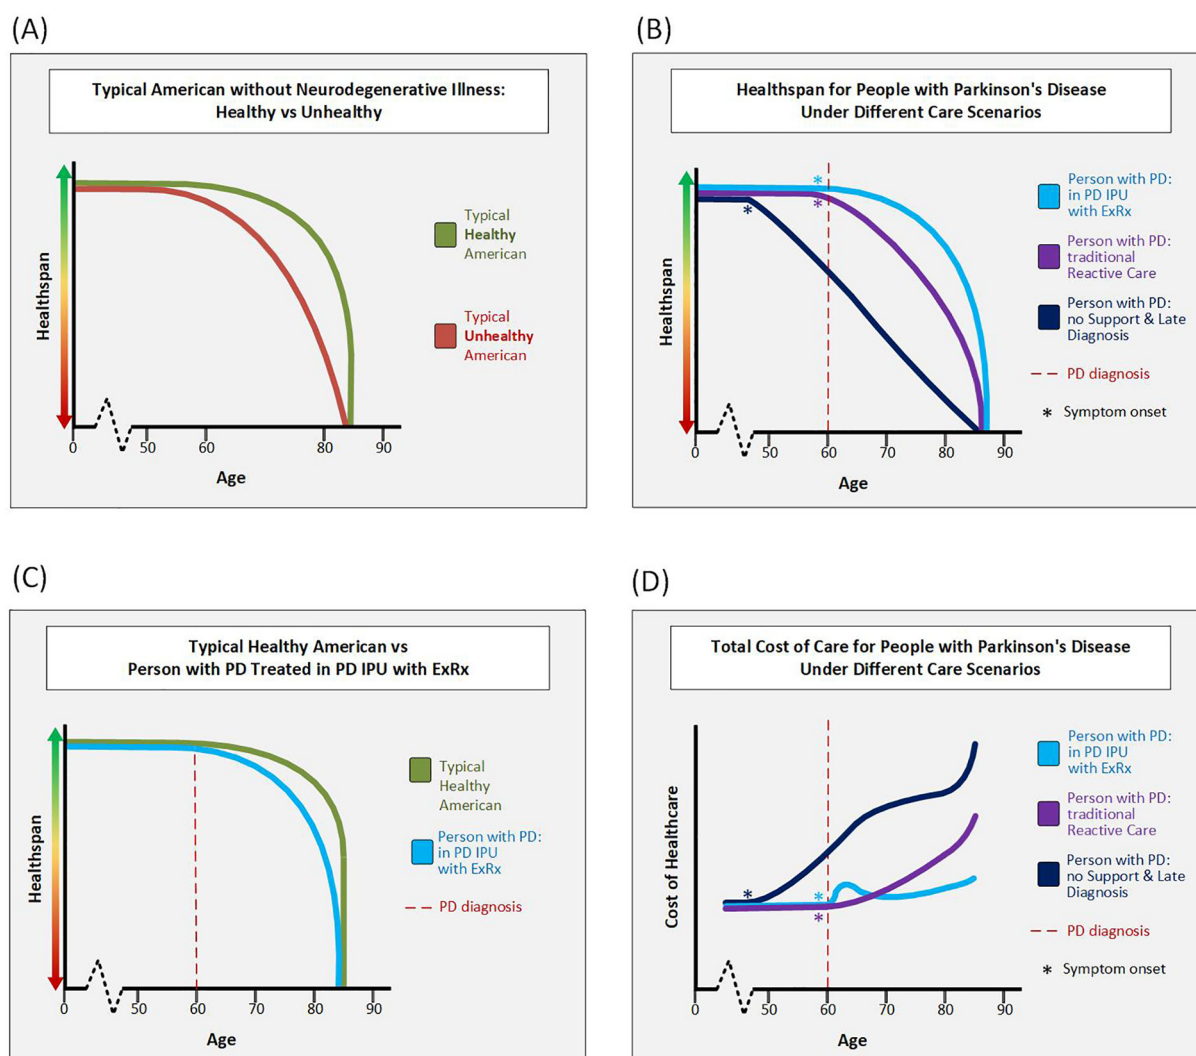 (A)
Typical American without Neurodegenerative Illness:
Healthy vs Unhealthy
Healthspan
Typical
Healthy
American
Typical
Unhealthy
American
0
50
60
80
90
Age
(B)
Healthspan for People with Parkinson's Disease
Under Different Care Scenarios
Healthspan
*
*
*
Person with PD:
in PD IPU
with ExRx
Person with PD:
traditional
Reactive Care
Person with PD:
no Support & Late
Diagnosis
PD diagnosis
* Symptom onset
0
50
60
70
80
90
Age
(C)
Typical Healthy American vs
Person with PD Treated in PD IPU with ExRx
Healthspan
Typical
Healthy
American
Person with PD:
in PD IPU
with ExRx
PD diagnosis
0
50
60
70
80
90
Age
(D)
Total Cost of Care for People with Parkinson's Disease
Under Different Care Scenarios
Cost of Healthcare
*
*
*
Person with PD:
in PD IPU
with ExRx
Person with PD:
traditional
Reactive Care
Person with PD:
no Support & Late
Diagnosis
PD diagnosis
* Symptom onset
0
50
60
70
80
90
Age